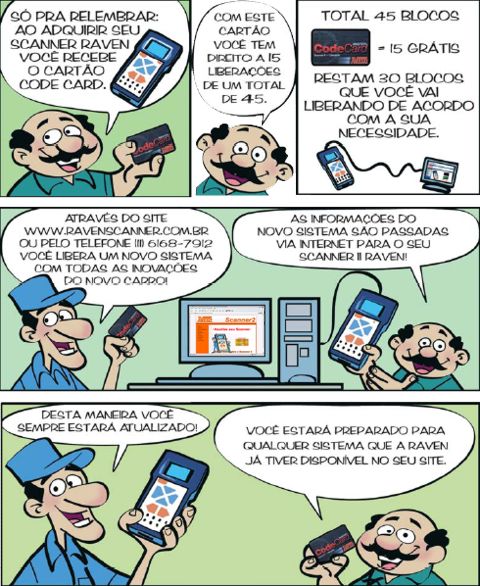 SÓ PRA RELEMBRAR:
AO ADQUIRIR SEU
SCANNER RAVEN
VOCÊ RECEBE
O CARTÃO
CODE CARD.
CodeCard
COM ESTE
CARTÃO
VOCÊ TEM
DIREITO A 15
LIBERAÇÕES
DE UM TOTAL
DE 45.
TOTAL 45 BLOCOS
CodeCard
= 15 GRÁTIS
RESTAM 30 BLOCOS
QUE VOCÊ VAI
LIBERANDO DE ACORDO
COM A SUA
NECESSIDADE.
ATRAVÉS DO SITE
WWW.RAVENSCANNER.COM.BR
OU PELO TELEFONE (11) 6168-7912
VOCÊ LIBERA UM NOVO SISTEMA
COM TODAS AS INOVAÇÕES
DO NOVO CARRO!
AS INFORMAÇÕES DO
NOVO SISTEMA SÃO PASSADAS
VIA INTERNET PARA O SEU
SCANNER II RAVEN!
CodeCard
Scanner2
DESTA MANEIRA VOCÊ
SEMPRE ESTARÁ ATUALIZADO!
VOCÊ ESTARÁ PREPARADO PARA
QUALQUER SISTEMA QUE A RAVEN
JÁ TIVER DISPONÍVEL NO SEU SITE.
CodeCard